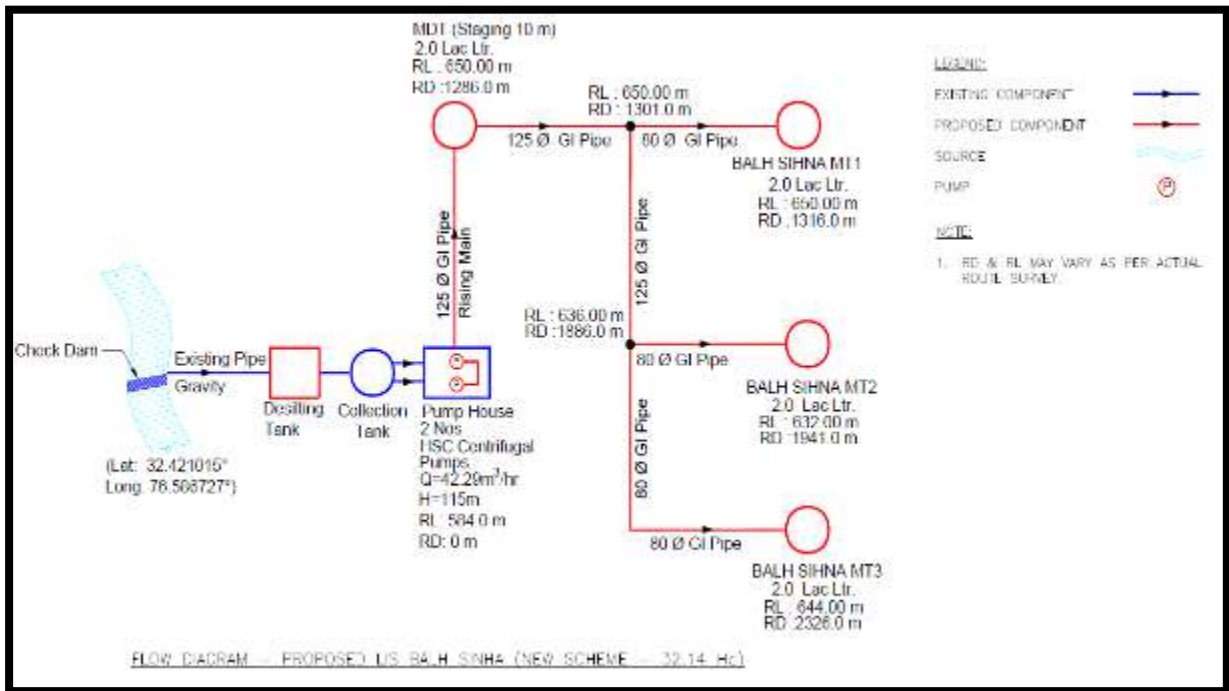 MDT (Staging 10 m)
2.0 Lac Ltr.
RL : 650.00 m
RD :1286.0 m
RL : 650.00 m
RD : 1301.0 m
125 Ø GI Pipe
80 Ø GI Pipe
BALH SIHNA MT1
2.0 Lac Ltr.
RL : 650.00 m
RD : 1316.0 m
LEGEND:
EXISTING COMPONENT
PROPOSED COMPONENT
SOURCE
PUMP
P
NOTE:
1. RD & RL MAY VARY AS PER ACTUAL
ROUTE SURVEY.
125 Ø GI Pipe
Rising Main
125 Ø GI Pipe
RL : 636.00 m
RD :1886.0 m
80 Ø GI Pipe
BALH SIHNA MT2
2.0 Lac Ltr.
RL : 632.00 m
RD : 1941.0 m
80 Ø GI Pipe
80 Ø GI Pipe
BALH SIHNA MT3
2.0 Lac Ltr.
RL : 644.00 m
RD : 2326.0 m
Check Dam
Existing Pipe
Gravity
Desilting
Tank
Collection
Tank
Pump House
2 Nos
HSC Centrifugal
Pumps
Q=42.29m³/hr
H=115m
RL: 584.0 m
RD: 0 m
(Lat: 32.421015°
Long:
FLOW DIAGRAM – PROPOSED LIS BALH SINHA (NEW SCHEME – 32.14 Hc)